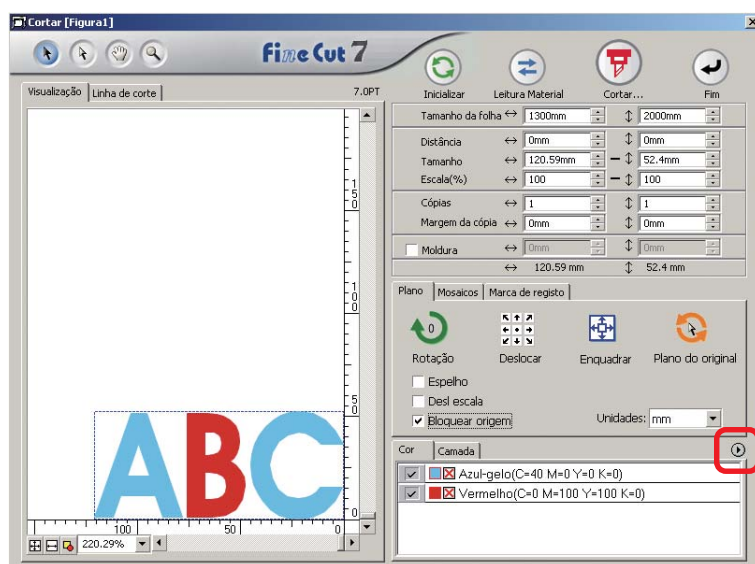 Cortar [Figura1]
FineCut 7
Inicializar
Leitura Material
Cortar...
Fim
Visualização
Linha de corte
7.0PT
Tamanho da folha
1300mm
2000mm
Distância
0mm
0mm
Tamanho
120.59mm
52.4mm
Escala(%)
100
100
Cópias
1
1
Margem da cópia
0mm
0mm
Moldura
0mm
0mm
120.59 mm
52.4 mm
Plano
Mosaicos
Marca de registo
0
Rotação
Deslocar
Enquadrar
Plano do original
Espelho
Desl escala
Bloquear origem
Unidades:
mm
Cor
Camada
Azul-gelo(C=40 M=0 Y=0 K=0)
Vermelho(C=0 M=100 Y=100 K=0)
150
100
50
0
ABC
100
50
0
220.29%